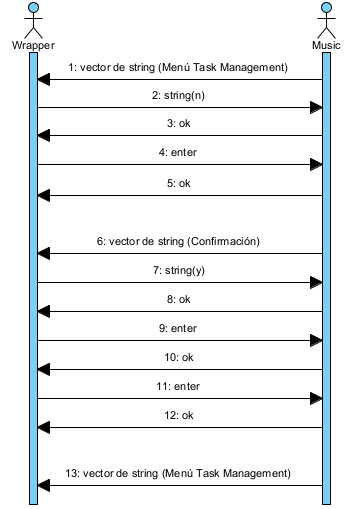 Wrapper Music
1: vector de string (Menú Task Management)
2: string(n)
3: ok
4: enter
5: ok
6: vector de string (Confirmación)
7: string(y)
8: ok
9: enter
10: ok
11: enter
12: ok
13: vector de string (Menú Task Management)